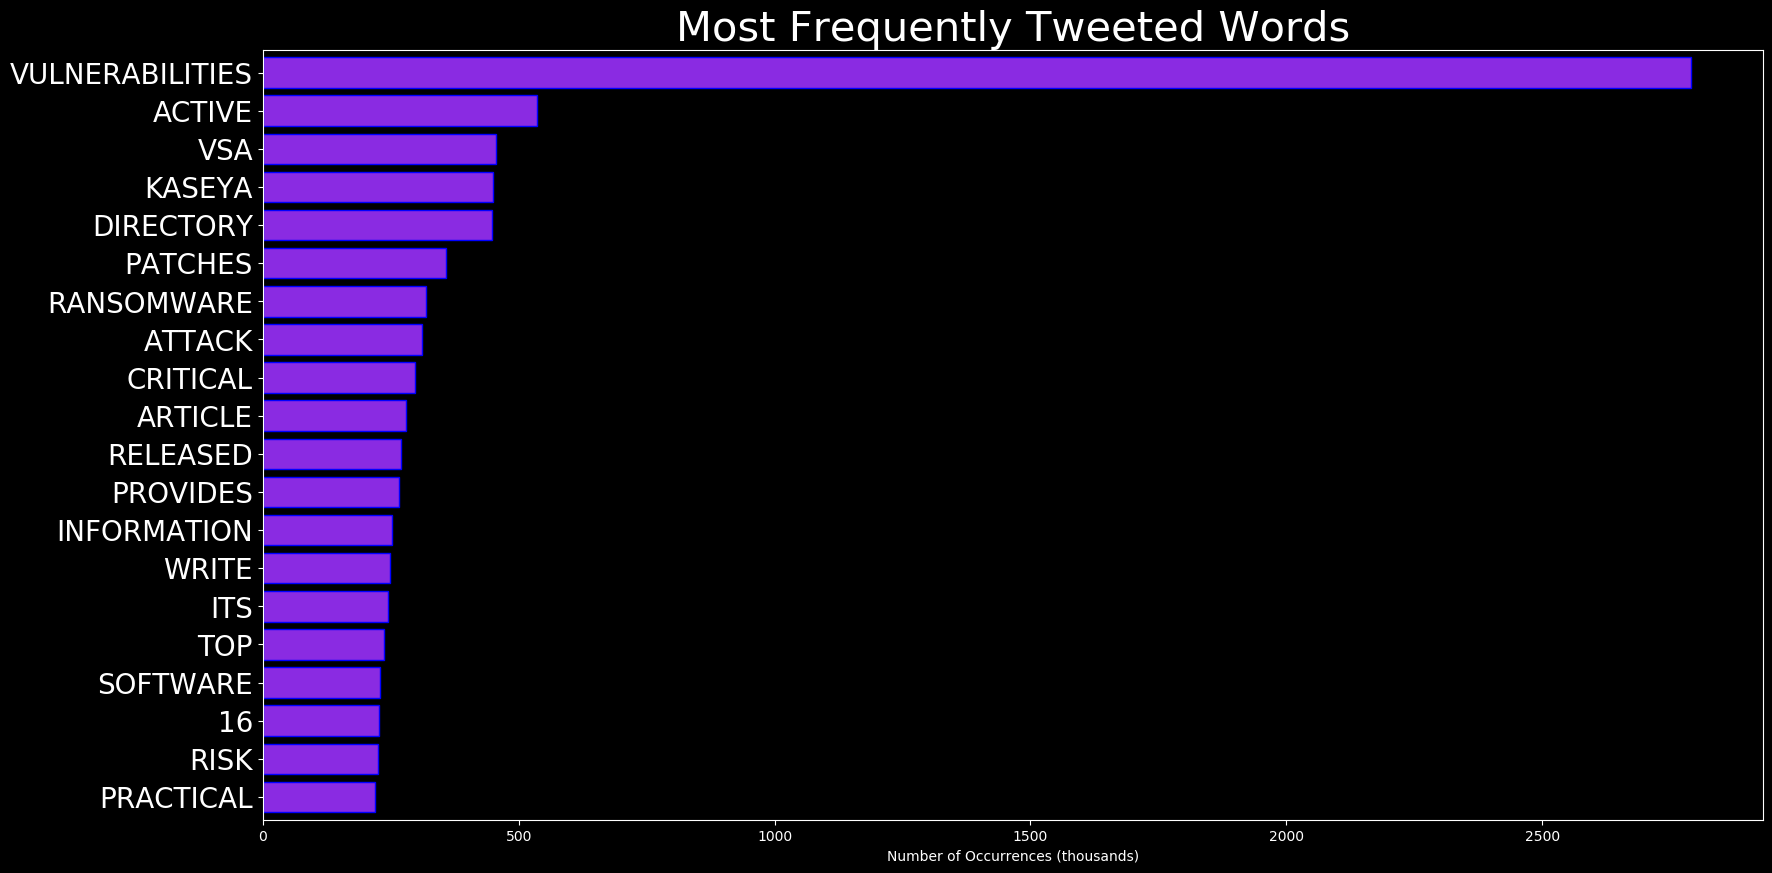 Most Frequently Tweeted Words
VULNERABILITIES
ACTIVE
VSA
KASEYA
DIRECTORY
PATCHES
RANSOMWARE
ATTACK
CRITICAL
ARTICLE
RELEASED
PROVIDES
INFORMATION
WRITE
ITS
TOP
SOFTWARE
16
RISK
PRACTICAL
0 500 1000 1500 2000 2500
Number of Occurrences (thousands)